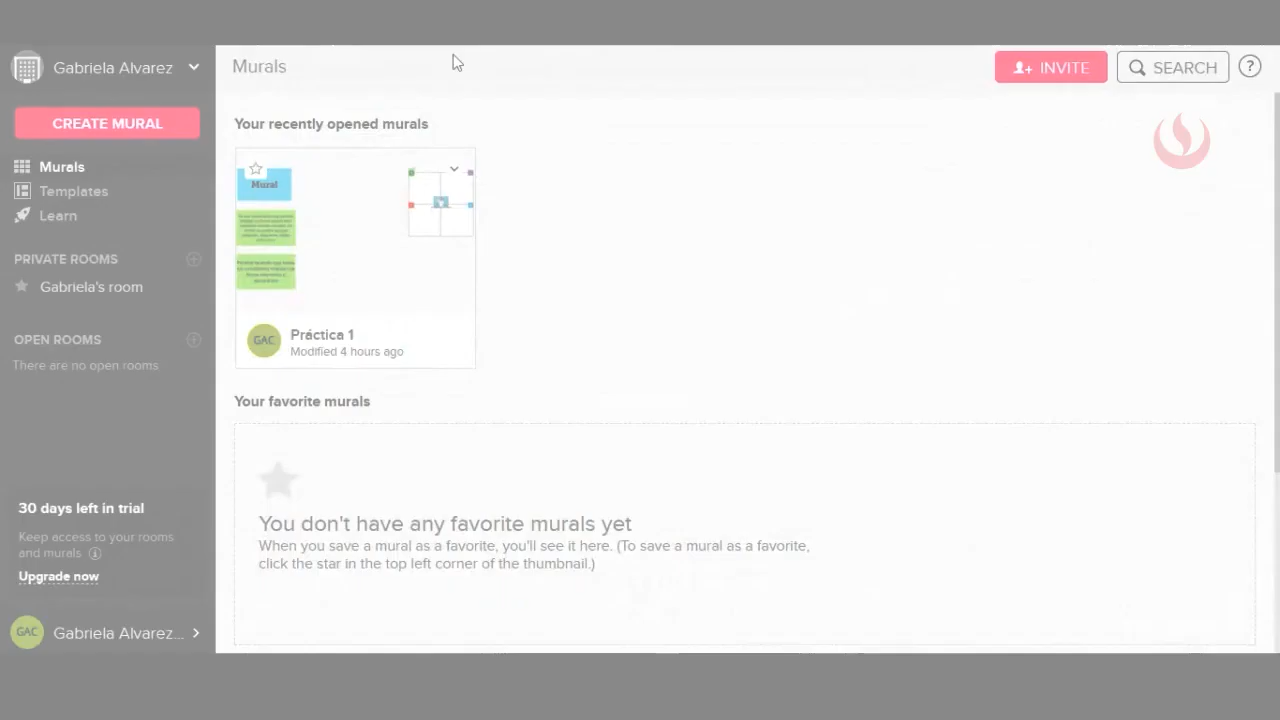 Gabriela Alvarez
CREATE MURAL
Murals
Templates
Learn
PRIVATE ROOMS
Gabriela's room
OPEN ROOMS
There are no open rooms
30 days left in trial
Keep access to your rooms
and murals
Upgrade now
GAC
Gabriela Alvarez...
Murals
INVITE
SEARCH
?
Your recently opened murals
Mural
GAC
Práctica 1
Modified 4 hours ago
Your favorite murals
You don't have any favorite murals yet
When you save a mural as a favorite, you'll see it here. (To save a mural as a favorite,
click the star in the top left corner of the thumbnail.)